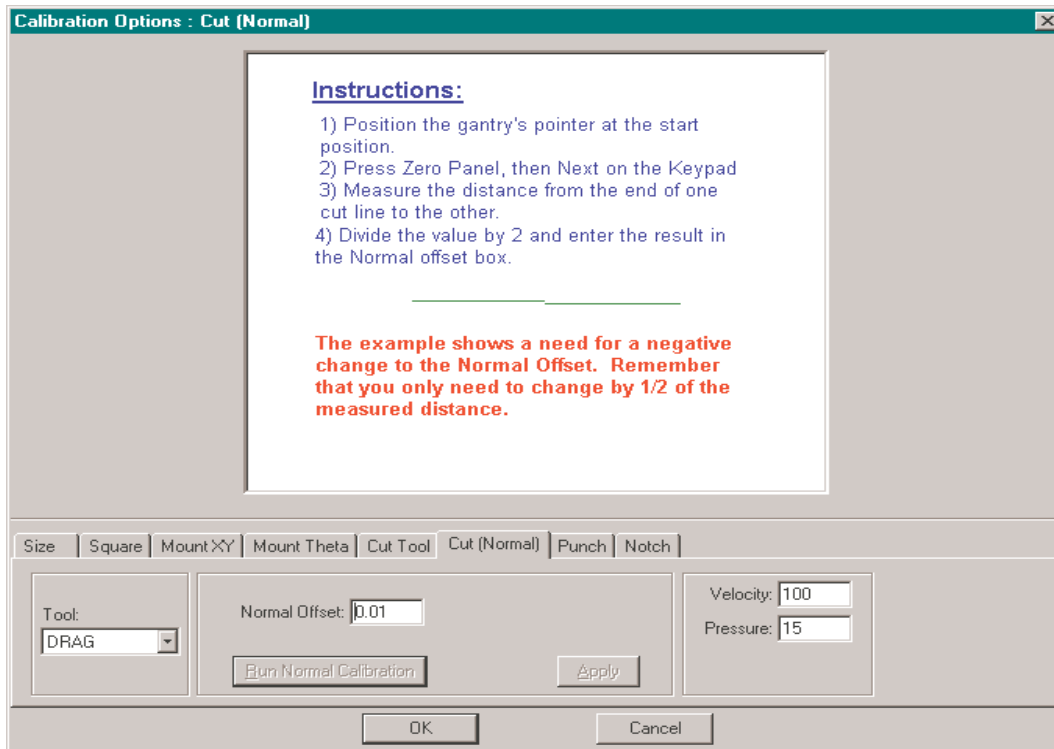 Calibration Options : Cut (Normal)
Instructions:
1) Position the gantry's pointer at the start
position.
2) Press Zero Panel, then Next on the Keypad
3) Measure the distance from the end of one
cut line to the other.
4) Divide the value by 2 and enter the result in
the Normal offset box.
The example shows a need for a negative
change to the Normal Offset.  Remember
that you only need to change by 1/2 of the
measured distance.
Size Square Mount XY Mount Theta Cut Tool Cut (Normal) Punch Notch
Tool:
DRAG
Normal Offset: 0.01
Run Normal Calibration Apply
Velocity: 100
Pressure: 15
OK Cancel